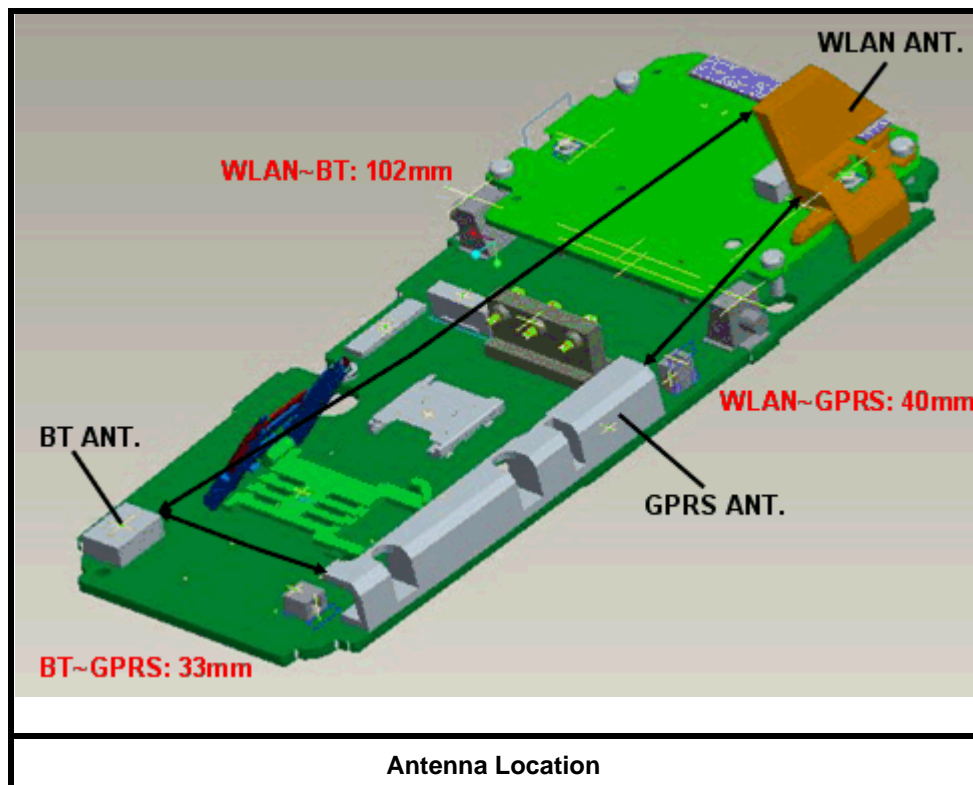 WLAN ANT.
WLAN~BT: 102mm
WLAN~GPRS: 40mm
BT ANT.
GPRS ANT.
BT~GPRS: 33mm
Antenna Location